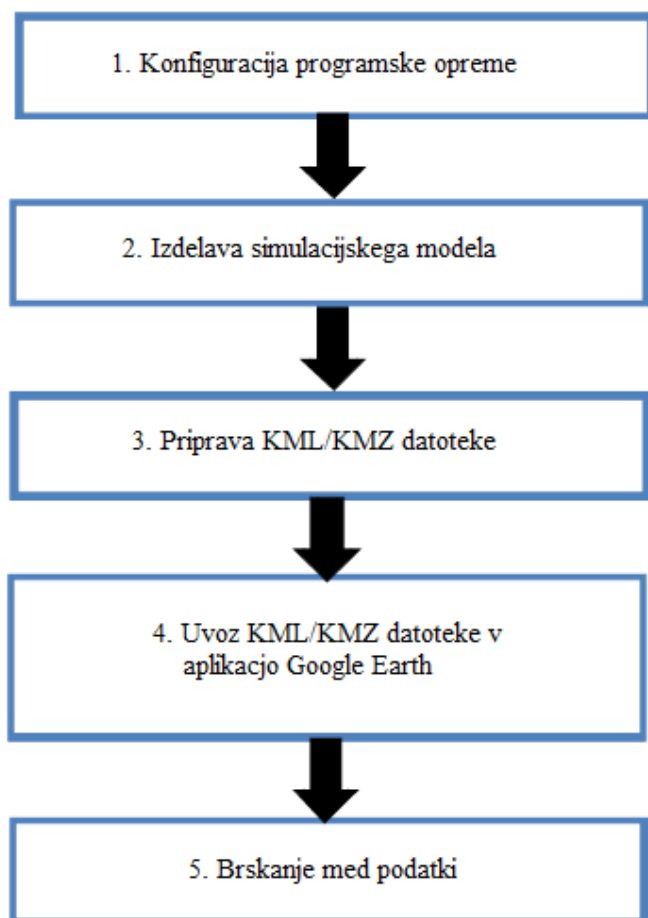 1. Konfiguracija programske opreme
2. Izdelava simulacijskega modela
3. Priprava KML/KMZ datoteke
4. Uvoz KML/KMZ datoteke v
aplikacjo Google Earth
5. Brskanje med podatki